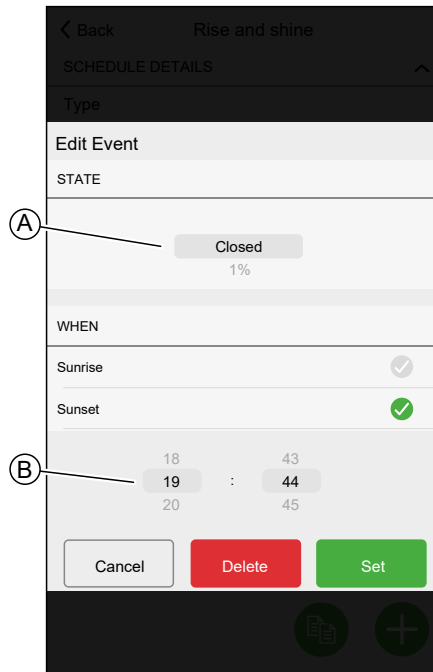 Back Rise and shine
SCHEDULE DETAILS
Type
Edit Event
STATE
A
Closed
1%
WHEN
Sunrise
Sunset
18 43
B
19 : 44
20 45
Cancel Delete Set